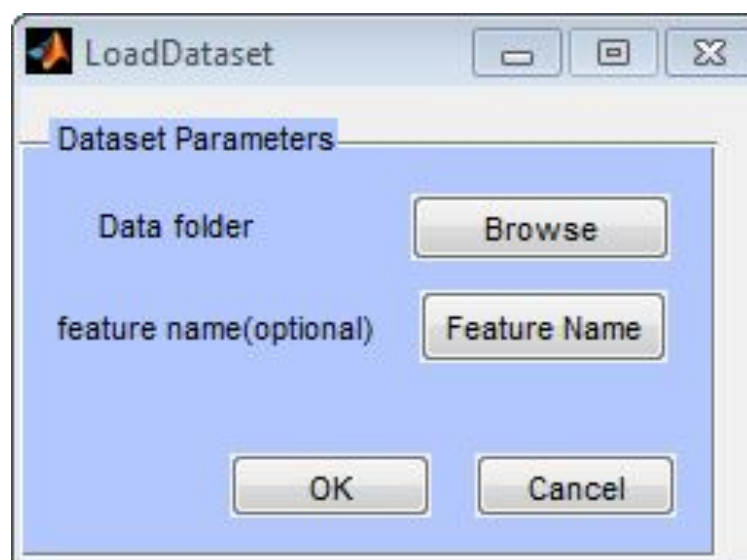 LoadDataset
Dataset Parameters
Data folder Browse
feature name(optional) Feature Name
OK Cancel